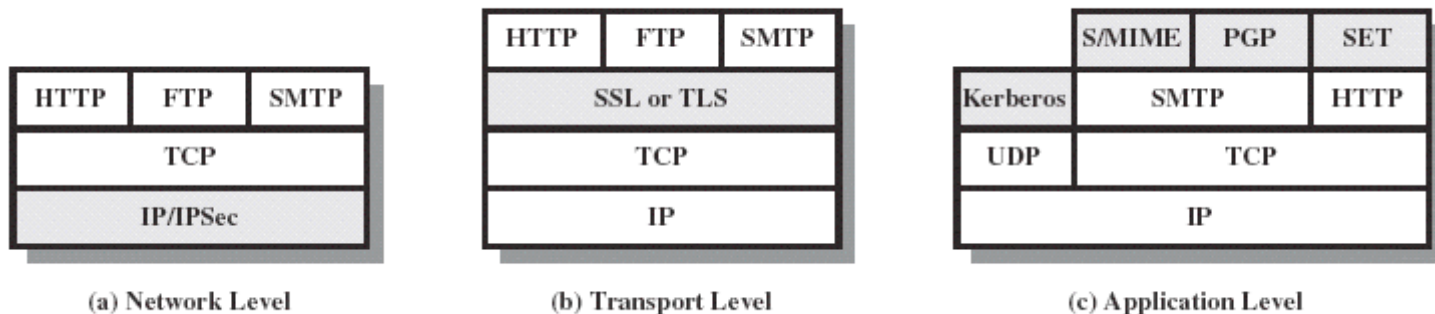 HTTP FTP SMTP
TCP
IP/IPSec
(a) Network Level
HTTP FTP SMTP
SSL or TLS
TCP
IP
(b) Transport Level
S/MIME PGP SET
Kerberos SMTP HTTP
UDP TCP
IP
(c) Application Level